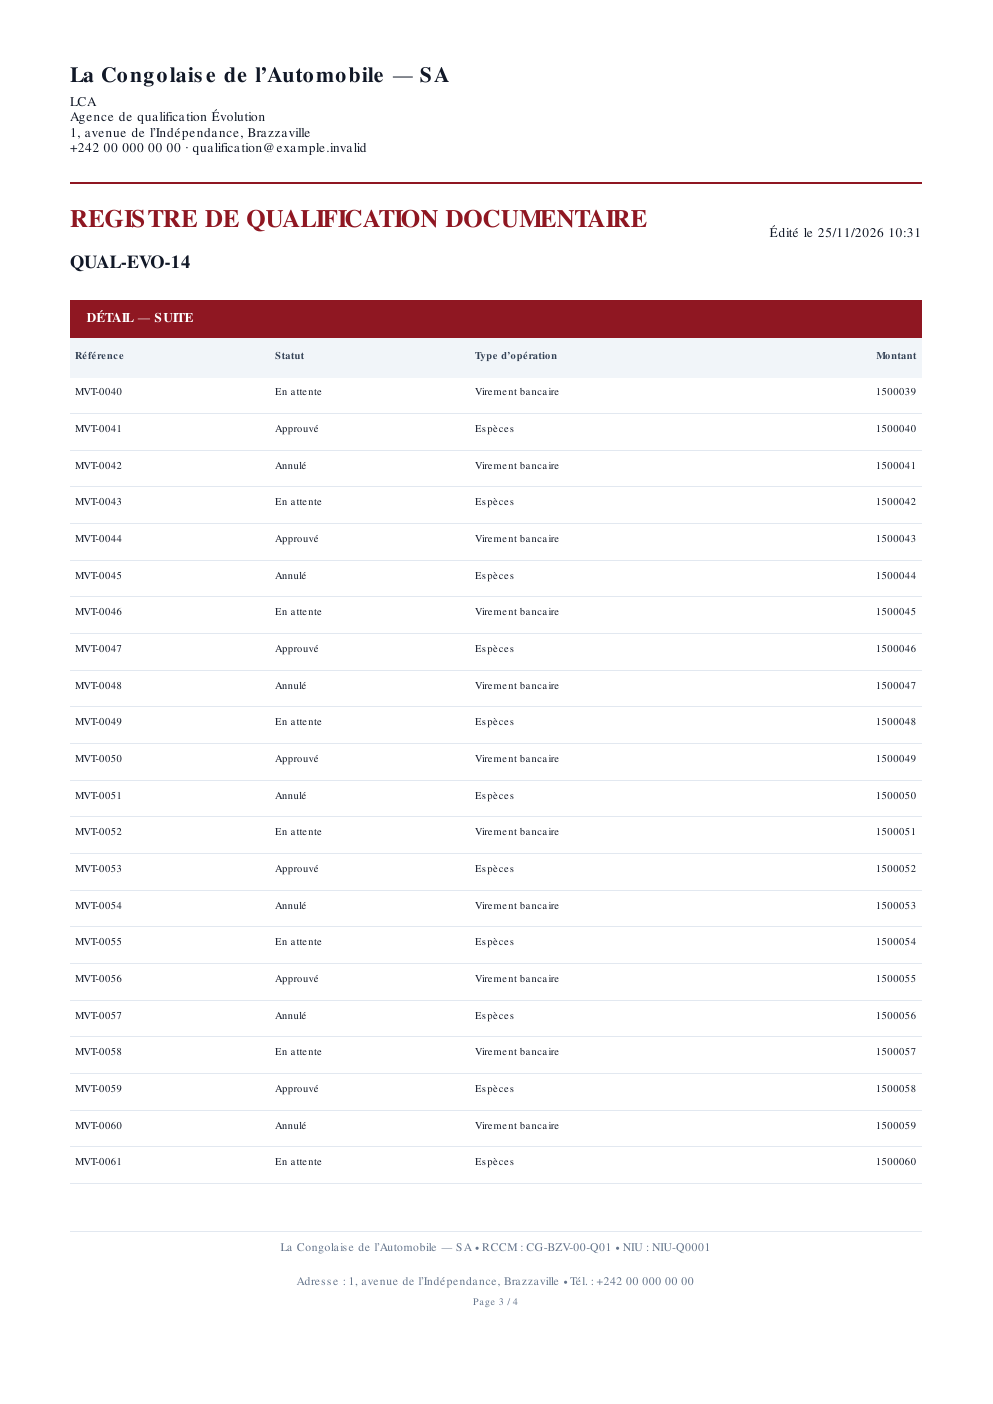 La Congolaise de l'Automobile — SA
LCA
Agence de qualification Évolution
1, avenue de l'Indépendance, Brazzaville
+242 00 000 00 00 · qualification@example.invalid
REGISTRE DE QUALIFICATION DOCUMENTAIRE
Édité le 25/11/2026 10:31
QUAL-EVO-14
DÉTAIL — SUITE
Référence Statut Type d'opération Montant
MVT-0040 En attente Virement bancaire 1500039
MVT-0041 Approuvé Espèces 1500040
MVT-0042 Annulé Virement bancaire 1500041
MVT-0043 En attente Espèces 1500042
MVT-0044 Approuvé Virement bancaire 1500043
MVT-0045 Annulé Espèces 1500044
MVT-0046 En attente Virement bancaire 1500045
MVT-0047 Approuvé Espèces 1500046
MVT-0048 Annulé Virement bancaire 1500047
MVT-0049 En attente Espèces 1500048
MVT-0050 Approuvé Virement bancaire 1500049
MVT-0051 Annulé Espèces 1500050
MVT-0052 En attente Virement bancaire 1500051
MVT-0053 Approuvé Espèces 1500052
MVT-0054 Annulé Virement bancaire 1500053
MVT-0055 En attente Espèces 1500054
MVT-0056 Approuvé Virement bancaire 1500055
MVT-0057 Annulé Espèces 1500056
MVT-0058 En attente Virement bancaire 1500057
MVT-0059 Approuvé Espèces 1500058
MVT-0060 Annulé Virement bancaire 1500059
MVT-0061 En attente Espèces 1500060
La Congolaise de l'Automobile — SA • RCCM : CG-BZV-00-Q01 • NIU : NIU-Q0001
Adresse : 1, avenue de l'Indépendance, Brazzaville • Tél. : +242 00 000 00 00
Page 3 / 4